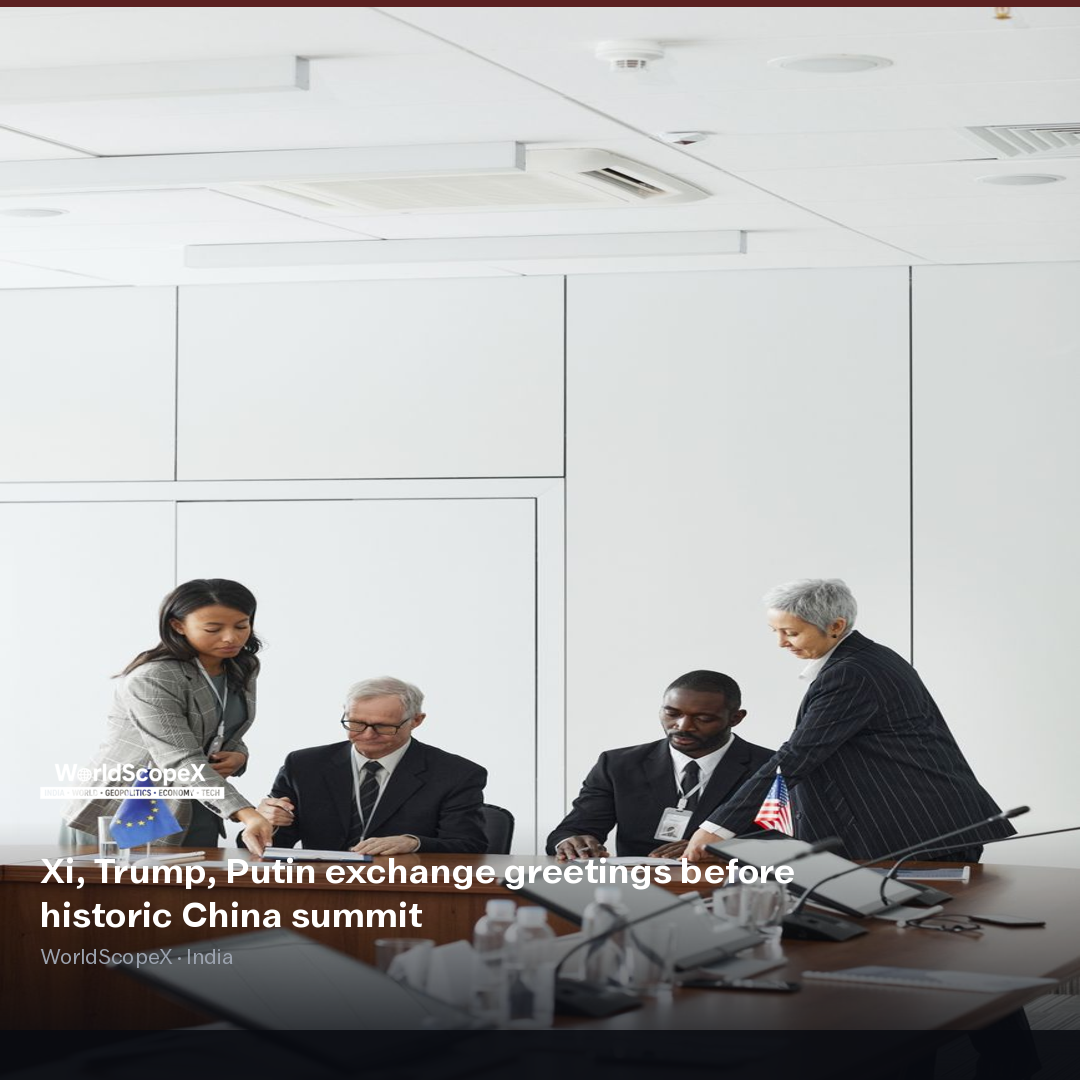 WorldScopeX
INDIA • WORLD • GEOPOLITICS • ECONOMY • TECH
Xi, Trump, Putin exchange greetings before
historic China summit
WorldScopeX · India